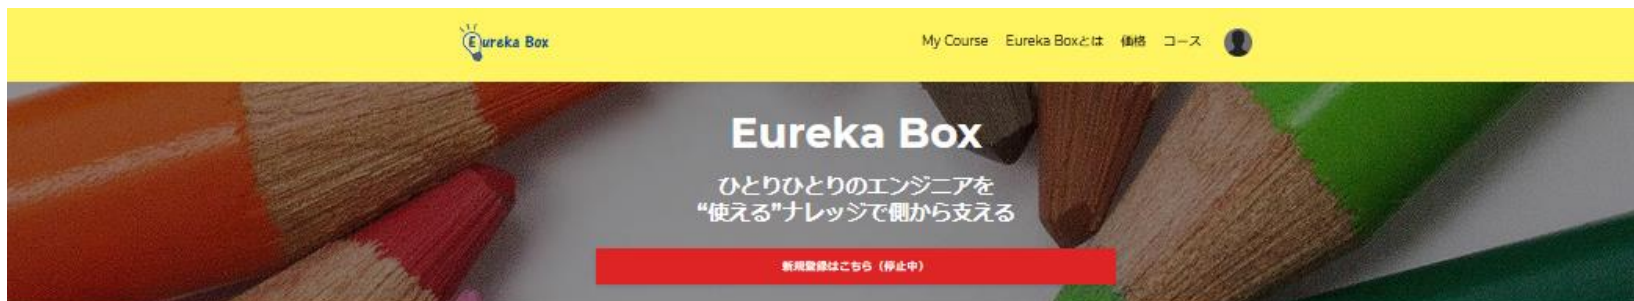 Eureka Box
My Course Eureka Boxとは 価格 コース
Eureka Box
ひとりひとりのエンジニアを
“使える”ナレッジで側から支える
新規登録はこちら（停止中）